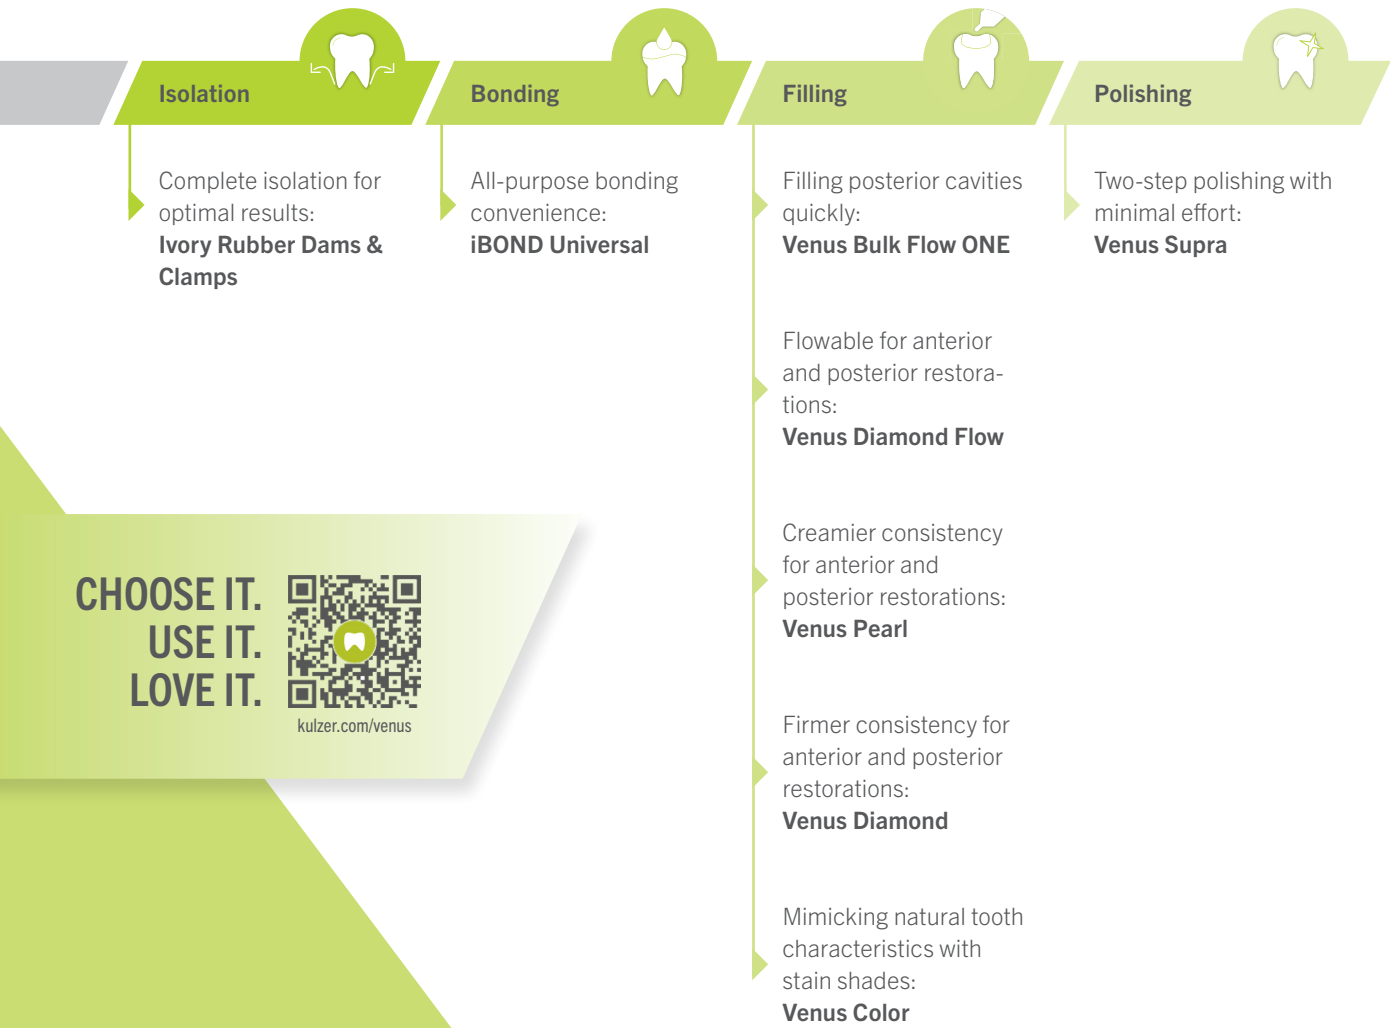 Isolation
Bonding
Filling
Polishing
Complete isolation for
optimal results:
Ivory Rubber Dams &
Clamps
All-purpose bonding
convenience:
iBOND Universal
Filling posterior cavities
quickly:
Venus Bulk Flow ONE
Flowable for anterior
and posterior restora-
tions:
Venus Diamond Flow
Creamier consistency
for anterior and
posterior restorations:
Venus Pearl
Firmer consistency for
anterior and posterior
restorations:
Venus Diamond
Mimicking natural tooth
characteristics with
stain shades:
Venus Color
Two-step polishing with
minimal effort:
Venus Supra
CHOOSE IT.
USE IT.
LOVE IT.
kulzer.com/venus